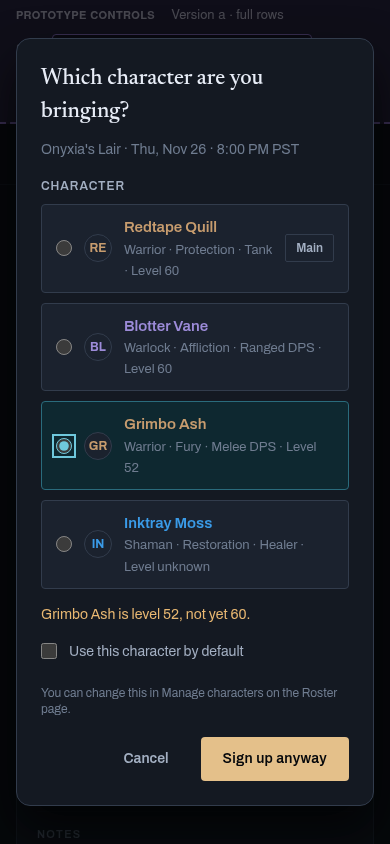 PROTOTYPE CONTROLS Version a · full rows
Which character are you
bringing?
Onyxia's Lair · Thu, Nov 26 · 8:00 PM PST
CHARACTER
RE
Redtape Quill
Warrior · Protection · Tank
· Level 60
Main
BL
Blotter Vane
Warlock · Affliction · Ranged DPS ·
Level 60
GR
Grimbo Ash
Warrior · Fury · Melee DPS · Level
52
IN
Inktray Moss
Shaman · Restoration · Healer ·
Level unknown
Grimbo Ash is level 52, not yet 60.
Use this character by default
You can change this in Manage characters on the Roster
page.
Cancel Sign up anyway
NOTES